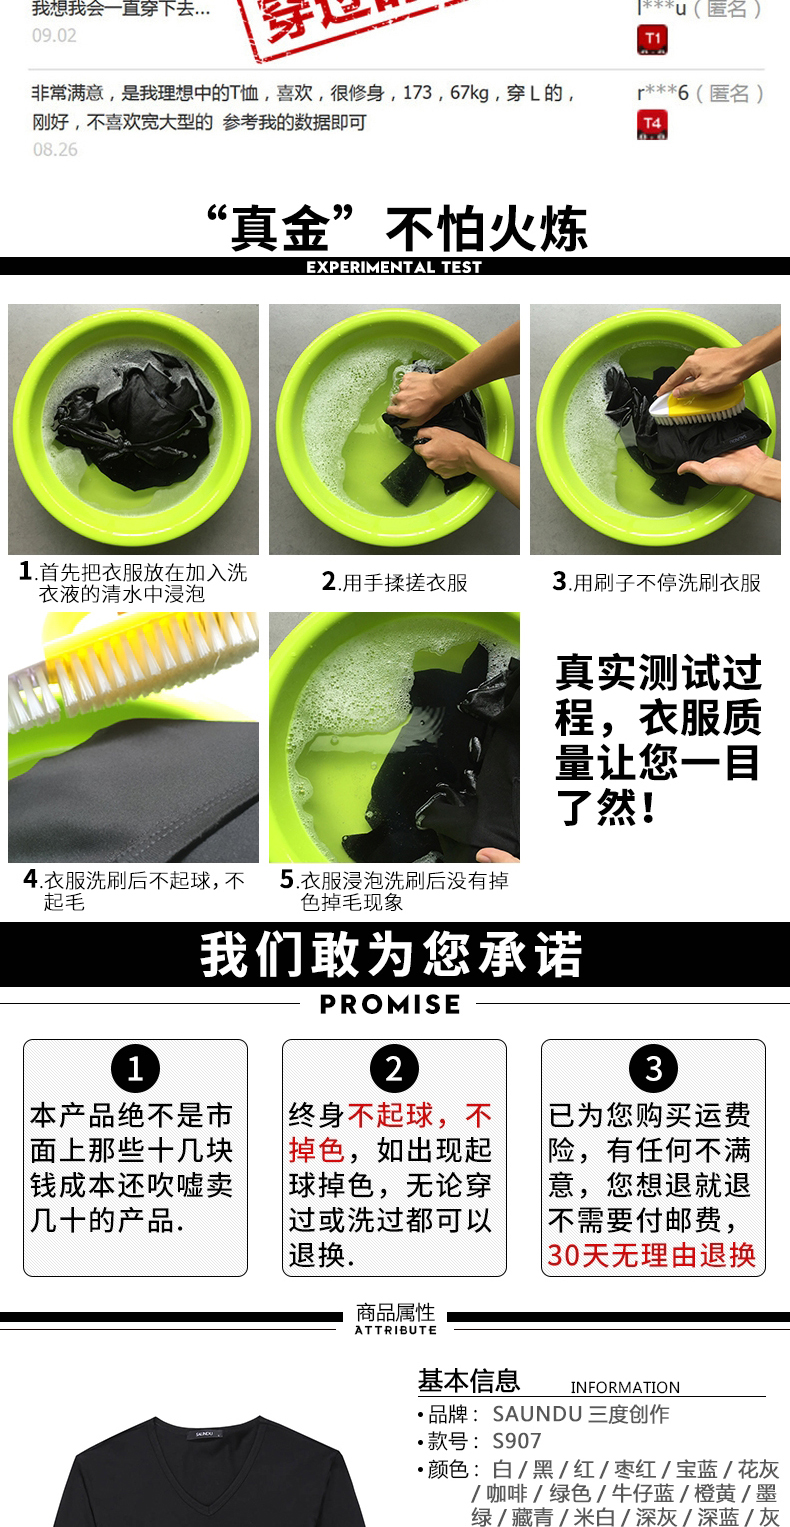 我想我会一直穿下去...
l***u（匿名）
09.02
T1
非常满意，是我理想中的T恤，喜欢，很修身，173，67kg，穿 L 的，
刚好，不喜欢宽大型的 参考我的数据即可
r***6（匿名）
08.26
T4
“真金”不怕火炼
EXPERIMENTAL TEST
1.首先把衣服放在加入洗
衣液的清水中浸泡
2.用手揉搓衣服
3.用刷子不停洗刷衣服
真实测试过
程，衣服质
量让您一目
了然！
4.衣服洗刷后不起球，不
起毛
5.衣服浸泡洗刷后没有掉
色掉毛现象
我们敢为您承诺
PROMISE
1
本产品绝不是市
面上那些十几块
钱成本还吹嘘卖
几十的产品.
2
终身不起球，不
掉色，如出现起
球掉色，无论穿
过或洗过都可以
退换.
3
已为您购买运费
险，有任何不满
意，您想退就退
不需要付邮费，
30天无理由退换
商品属性
ATTRIBUTE
SAUNDU
基本信息 INFORMATION
• 品牌： SAUNDU 三度创作
• 款号： S907
• 颜色： 白 / 黑 / 红 / 枣红 / 宝蓝 / 花灰
/ 咖啡 / 绿色 / 牛仔蓝 / 橙黄 / 墨
绿 / 藏青 / 米白 / 深灰 / 深蓝 / 灰